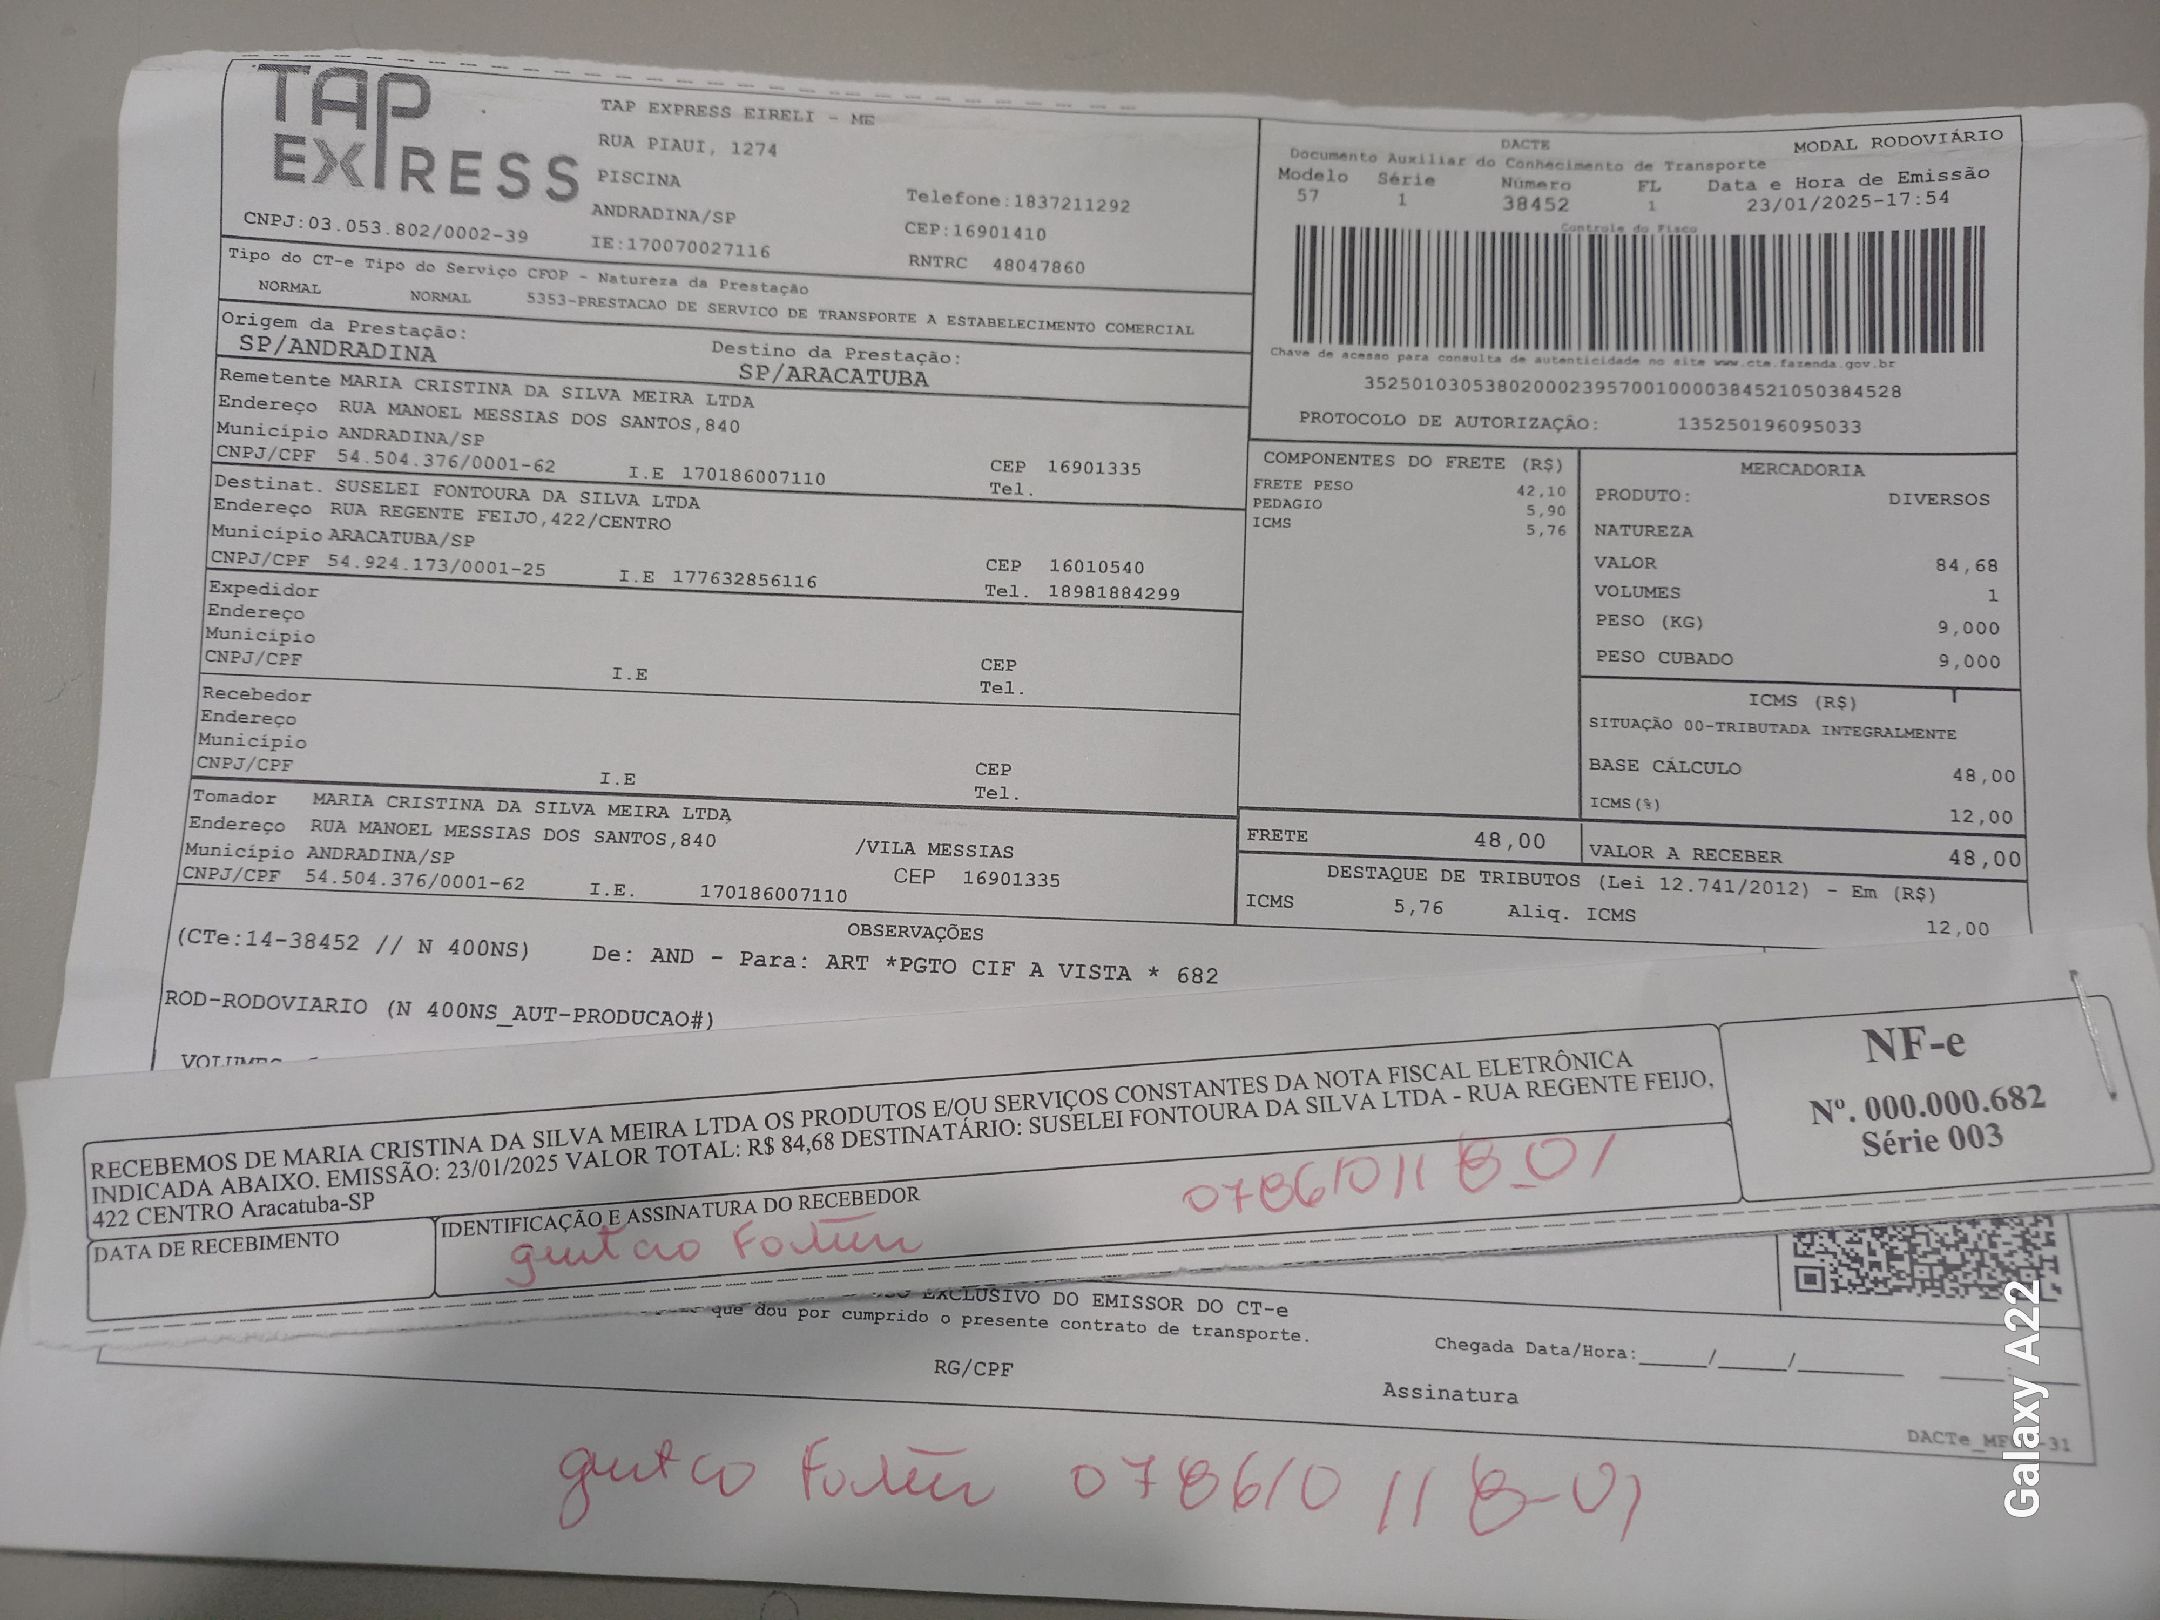 TAP
EXPRESS
TAP EXPRESS EIRELI - ME
RUA PIAUI, 1274
PISCINA
ANDRADINA/SP
IE:170070027116
Telefone:1837211292
CEP:16901410
RNTRC 48047860
CNPJ:03.053.802/0002-39
DACTE
MODAL RODOVIÁRIO
Documento Auxiliar do Conhecimento de Transporte
Modelo Série Número FL Data e Hora de Emissão
57 1 38452 1 23/01/2025-17:54
Controle do Fisco
Chave de acesso para consulta de autenticidade no site www.cte.fazenda.gov.br
35250103053802000239570010000384521050384528
PROTOCOLO DE AUTORIZAÇÃO: 135250196095033
Tipo do CT-e Tipo do Serviço CFOP - Natureza da Prestação
NORMAL NORMAL 5353-PRESTACAO DE SERVICO DE TRANSPORTE A ESTABELECIMENTO COMERCIAL
Origem da Prestação: Destino da Prestação:
SP/ANDRADINA SP/ARACATUBA
Remetente MARIA CRISTINA DA SILVA MEIRA LTDA
Endereço RUA MANOEL MESSIAS DOS SANTOS,840
Município ANDRADINA/SP CEP 16901335
CNPJ/CPF 54.504.376/0001-62 I.E 170186007110 Tel.
Destinat. SUSELEI FONTOURA DA SILVA LTDA
Endereço RUA REGENTE FEIJO,422/CENTRO
Município ARACATUBA/SP CEP 16010540
CNPJ/CPF 54.924.173/0001-25 I.E 177632856116 Tel. 18981884299
Expedidor
Endereço
Município CEP
CNPJ/CPF I.E Tel.
Recebedor
Endereço
Município CEP
CNPJ/CPF I.E Tel.
Tomador MARIA CRISTINA DA SILVA MEIRA LTDA
Endereço RUA MANOEL MESSIAS DOS SANTOS,840 /VILA MESSIAS
Município ANDRADINA/SP CEP 16901335
CNPJ/CPF 54.504.376/0001-62 I.E. 170186007110
COMPONENTES DO FRETE (R$)
FRETE PESO 42,10
PEDAGIO 5,90
ICMS 5,76
MERCADORIA
PRODUTO: DIVERSOS
NATUREZA
VALOR 84,68
VOLUMES 1
PESO (KG) 9,000
PESO CUBADO 9,000
ICMS (R$)
SITUAÇÃO 00-TRIBUTADA INTEGRALMENTE
BASE CÁLCULO 48,00
ICMS(%) 12,00
FRETE 48,00 VALOR A RECEBER 48,00
DESTAQUE DE TRIBUTOS (Lei 12.741/2012) - Em (R$)
ICMS 5,76 Aliq. ICMS 12,00
OBSERVAÇÕES
(CTe:14-38452 // N 400NS) De: AND - Para: ART *PGTO CIF A VISTA * 682
ROD-RODOVIARIO (N 400NS_AUT-PRODUCAO#)
RECEBEMOS DE MARIA CRISTINA DA SILVA MEIRA LTDA OS PRODUTOS E/OU SERVIÇOS CONSTANTES DA NOTA FISCAL ELETRÔNICA
INDICADA ABAIXO. EMISSÃO: 23/01/2025 VALOR TOTAL: R$ 84,68 DESTINATÁRIO: SUSELEI FONTOURA DA SILVA LTDA - RUA REGENTE FEIJO,
422 CENTRO Aracatuba-SP
NF-e
Nº. 000.000.682
Série 003
DATA DE RECEBIMENTO IDENTIFICAÇÃO E ASSINATURA DO RECEBEDOR
EXCLUSIVO DO EMISSOR DO CT-e
que dou por cumprido o presente contrato de transporte.
RG/CPF Assinatura Chegada Data/Hora:_____/_____/________
Galaxy A22